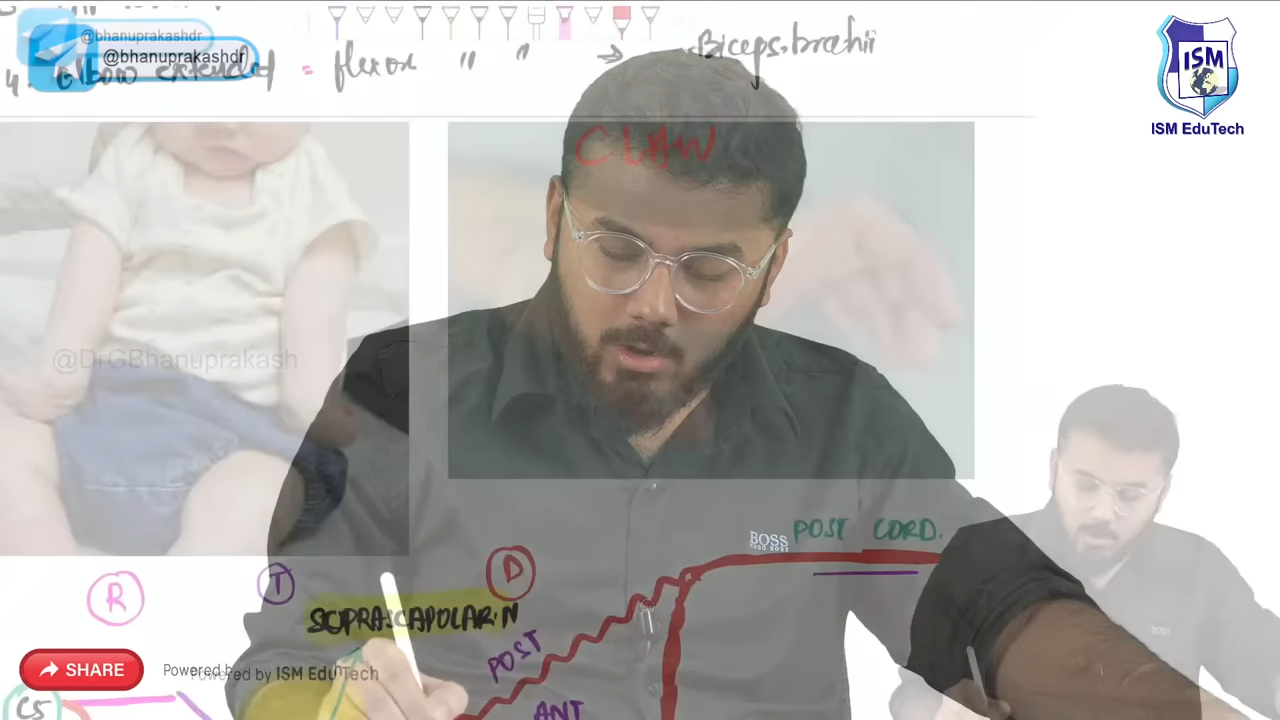 @bhanuprakashdr
@bhanuprakashdr
4. elbow extended = flexor " " → Biceps brachii
ISM
ISM EduTech
CLAW
@DrGBhanuprakash
BOSS
POST CORD.
R
T
D
SUPRASCAPULAR·N
POST
ANT
SHARE
Powered by ISM EduTech
C5